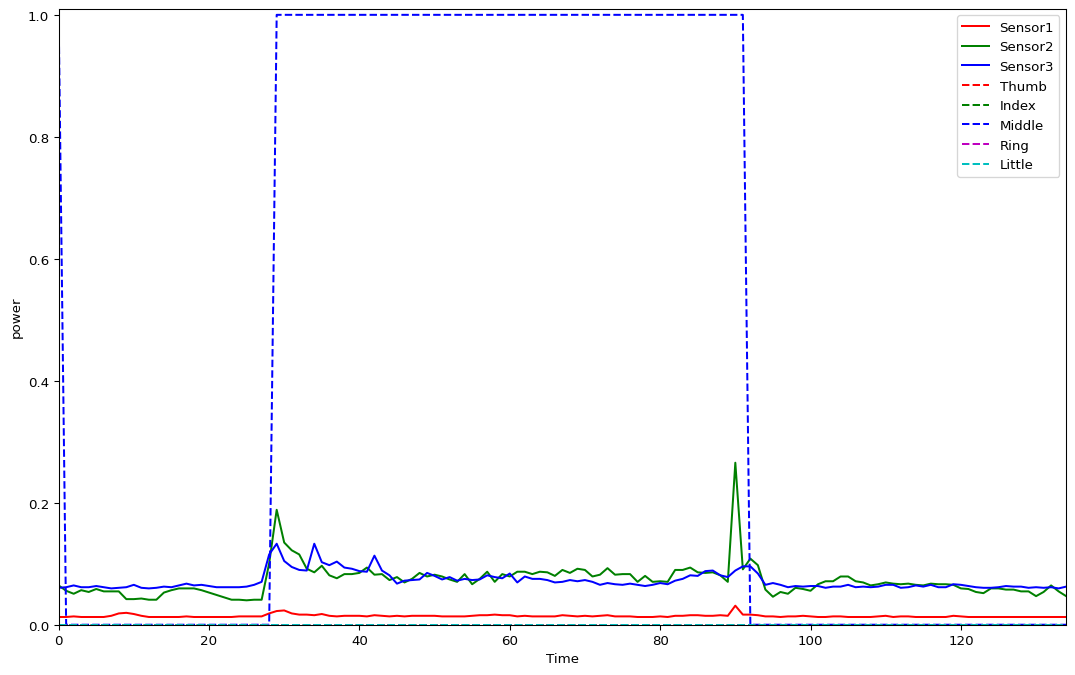 1.0
0.8
0.6
0.4
0.2
0.0
power
0
20
40
60
80
100
120
Time
Sensor1
Sensor2
Sensor3
Thumb
Index
Middle
Ring
Little